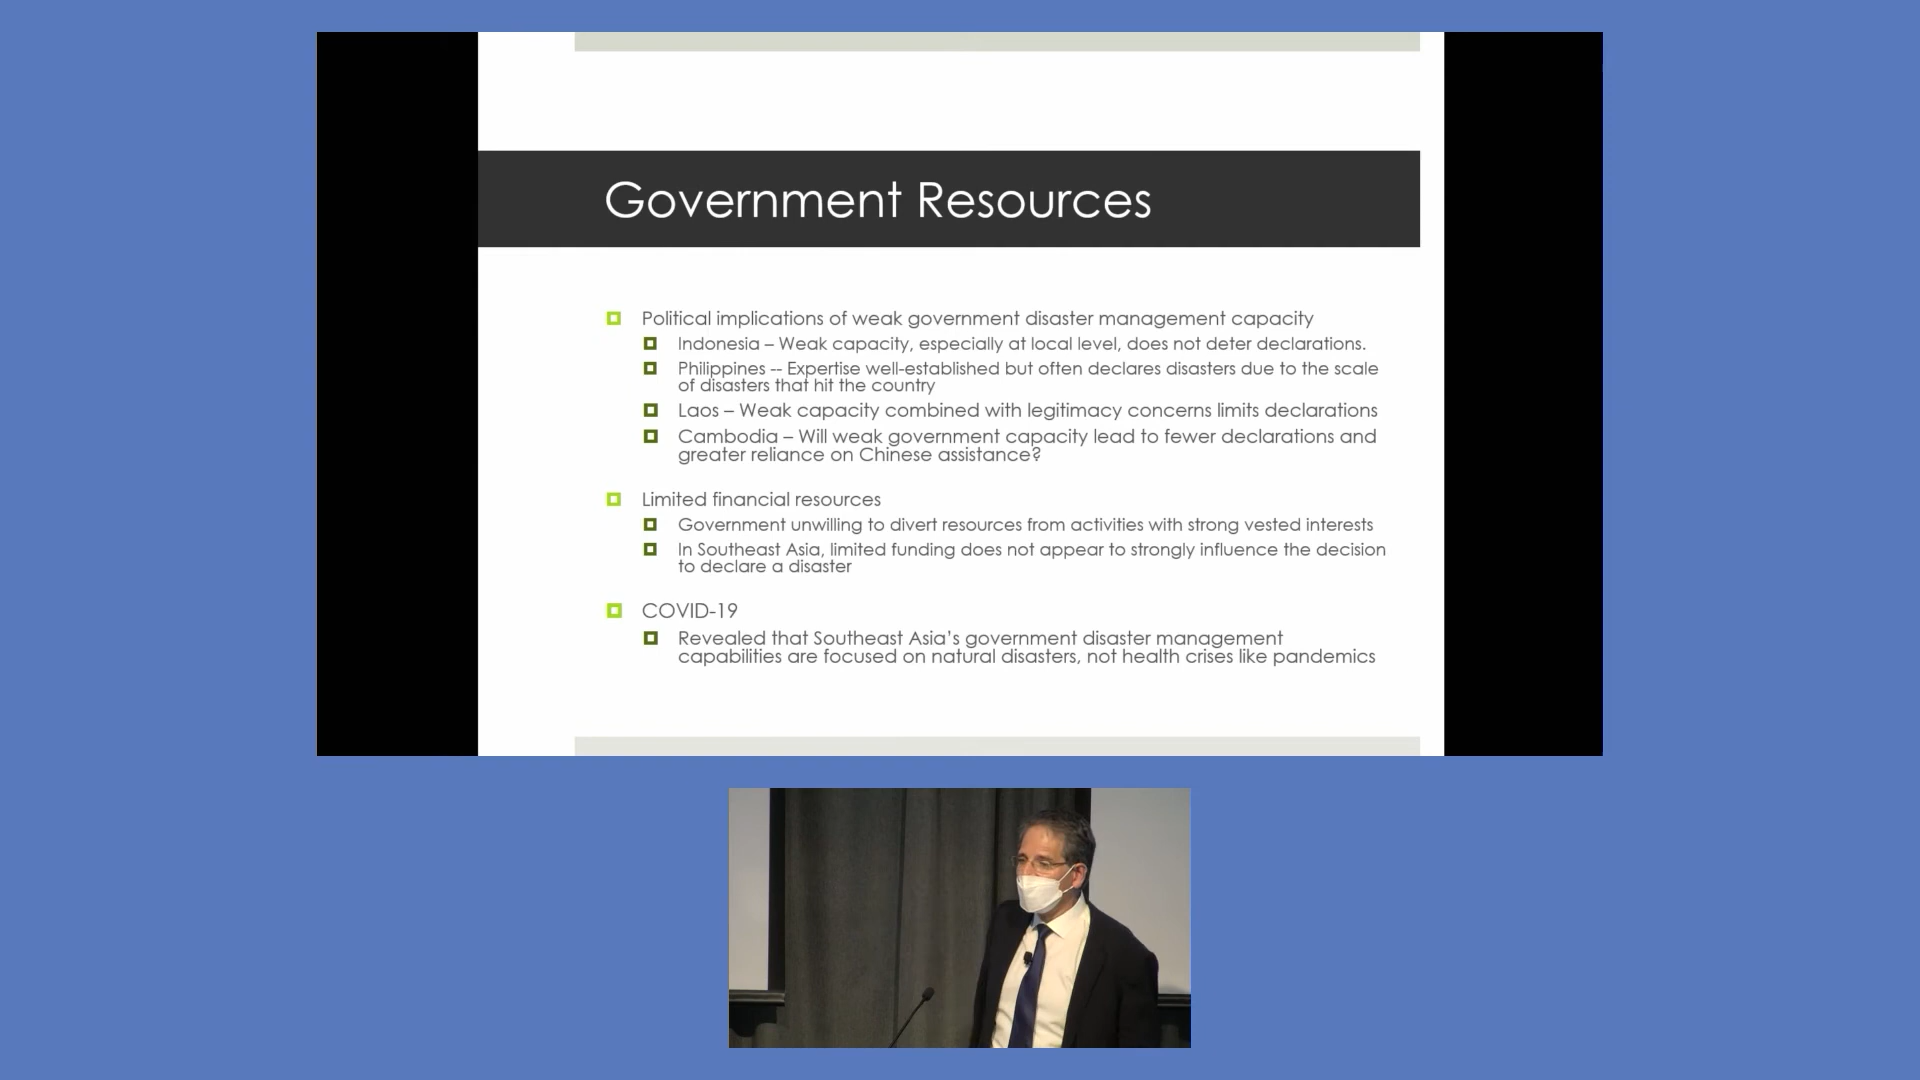 Government Resources
Political implications of weak government disaster management capacity
Indonesia – Weak capacity, especially at local level, does not deter declarations.
Philippines -- Expertise well-established but often declares disasters due to the scale
of disasters that hit the country
Laos – Weak capacity combined with legitimacy concerns limits declarations
Cambodia – Will weak government capacity lead to fewer declarations and
greater reliance on Chinese assistance?
Limited financial resources
Government unwilling to divert resources from activities with strong vested interests
In Southeast Asia, limited funding does not appear to strongly influence the decision
to declare a disaster
COVID-19
Revealed that Southeast Asia’s government disaster management
capabilities are focused on natural disasters, not health crises like pandemics